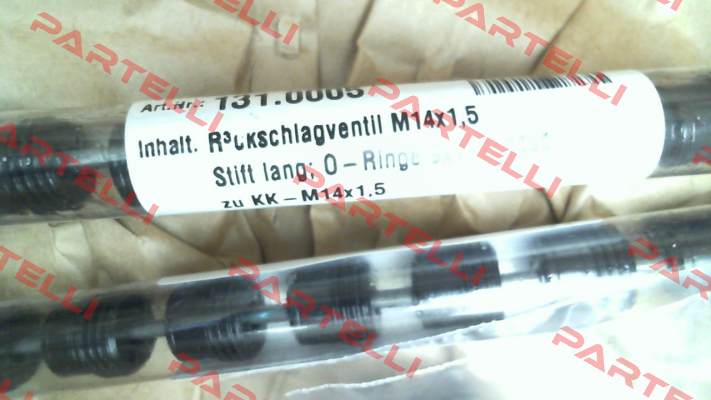 Art.Nr.: 131.0005
Inhalt. R³ckschlagventil M14x1,5
Stift lang; O-Ringe
zu KK-M14x1.5
PARTELLI
PARTELLI
PARTELLI
PARTELLI
PARTELLI
PARTELLI
PARTELLI
PARTELLI